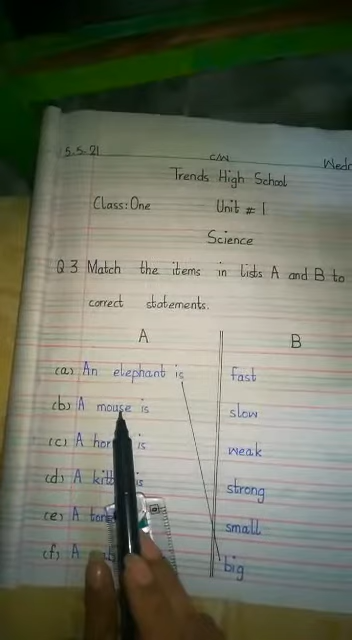 5.5.21 C/W Wed
Trends High School
Class: One Unit # 1
Science
Q 3 Match the items in lists A and B to
correct statements.
A B
(a) An elephant is fast
(b) A mouse is slow
(c) A is weak
(d) A is strong
(e) A small
(f) A big